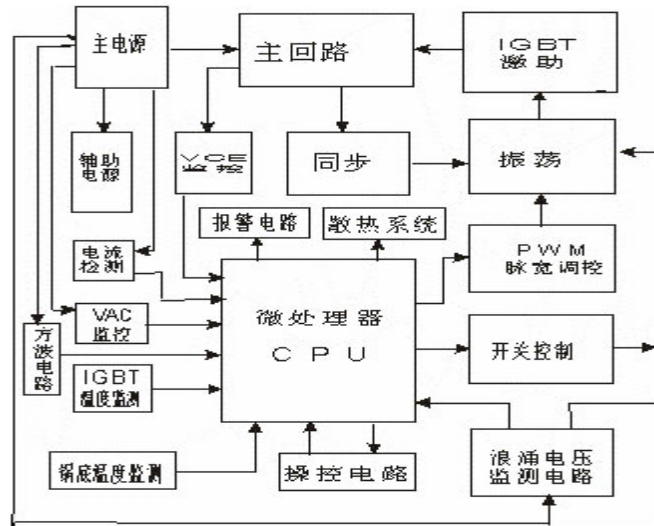 主电源
主回路
IGBT
激励
辅助
电源
VCE
监控
同步
振荡
报警电路
散热系统
电流
检测
PWM
脉宽调控
微处理器
CPU
VAC
监控
方波电路
开关控制
IGBT
温度监测
锅底温度监测
操控电路
浪涌电压
监测电路